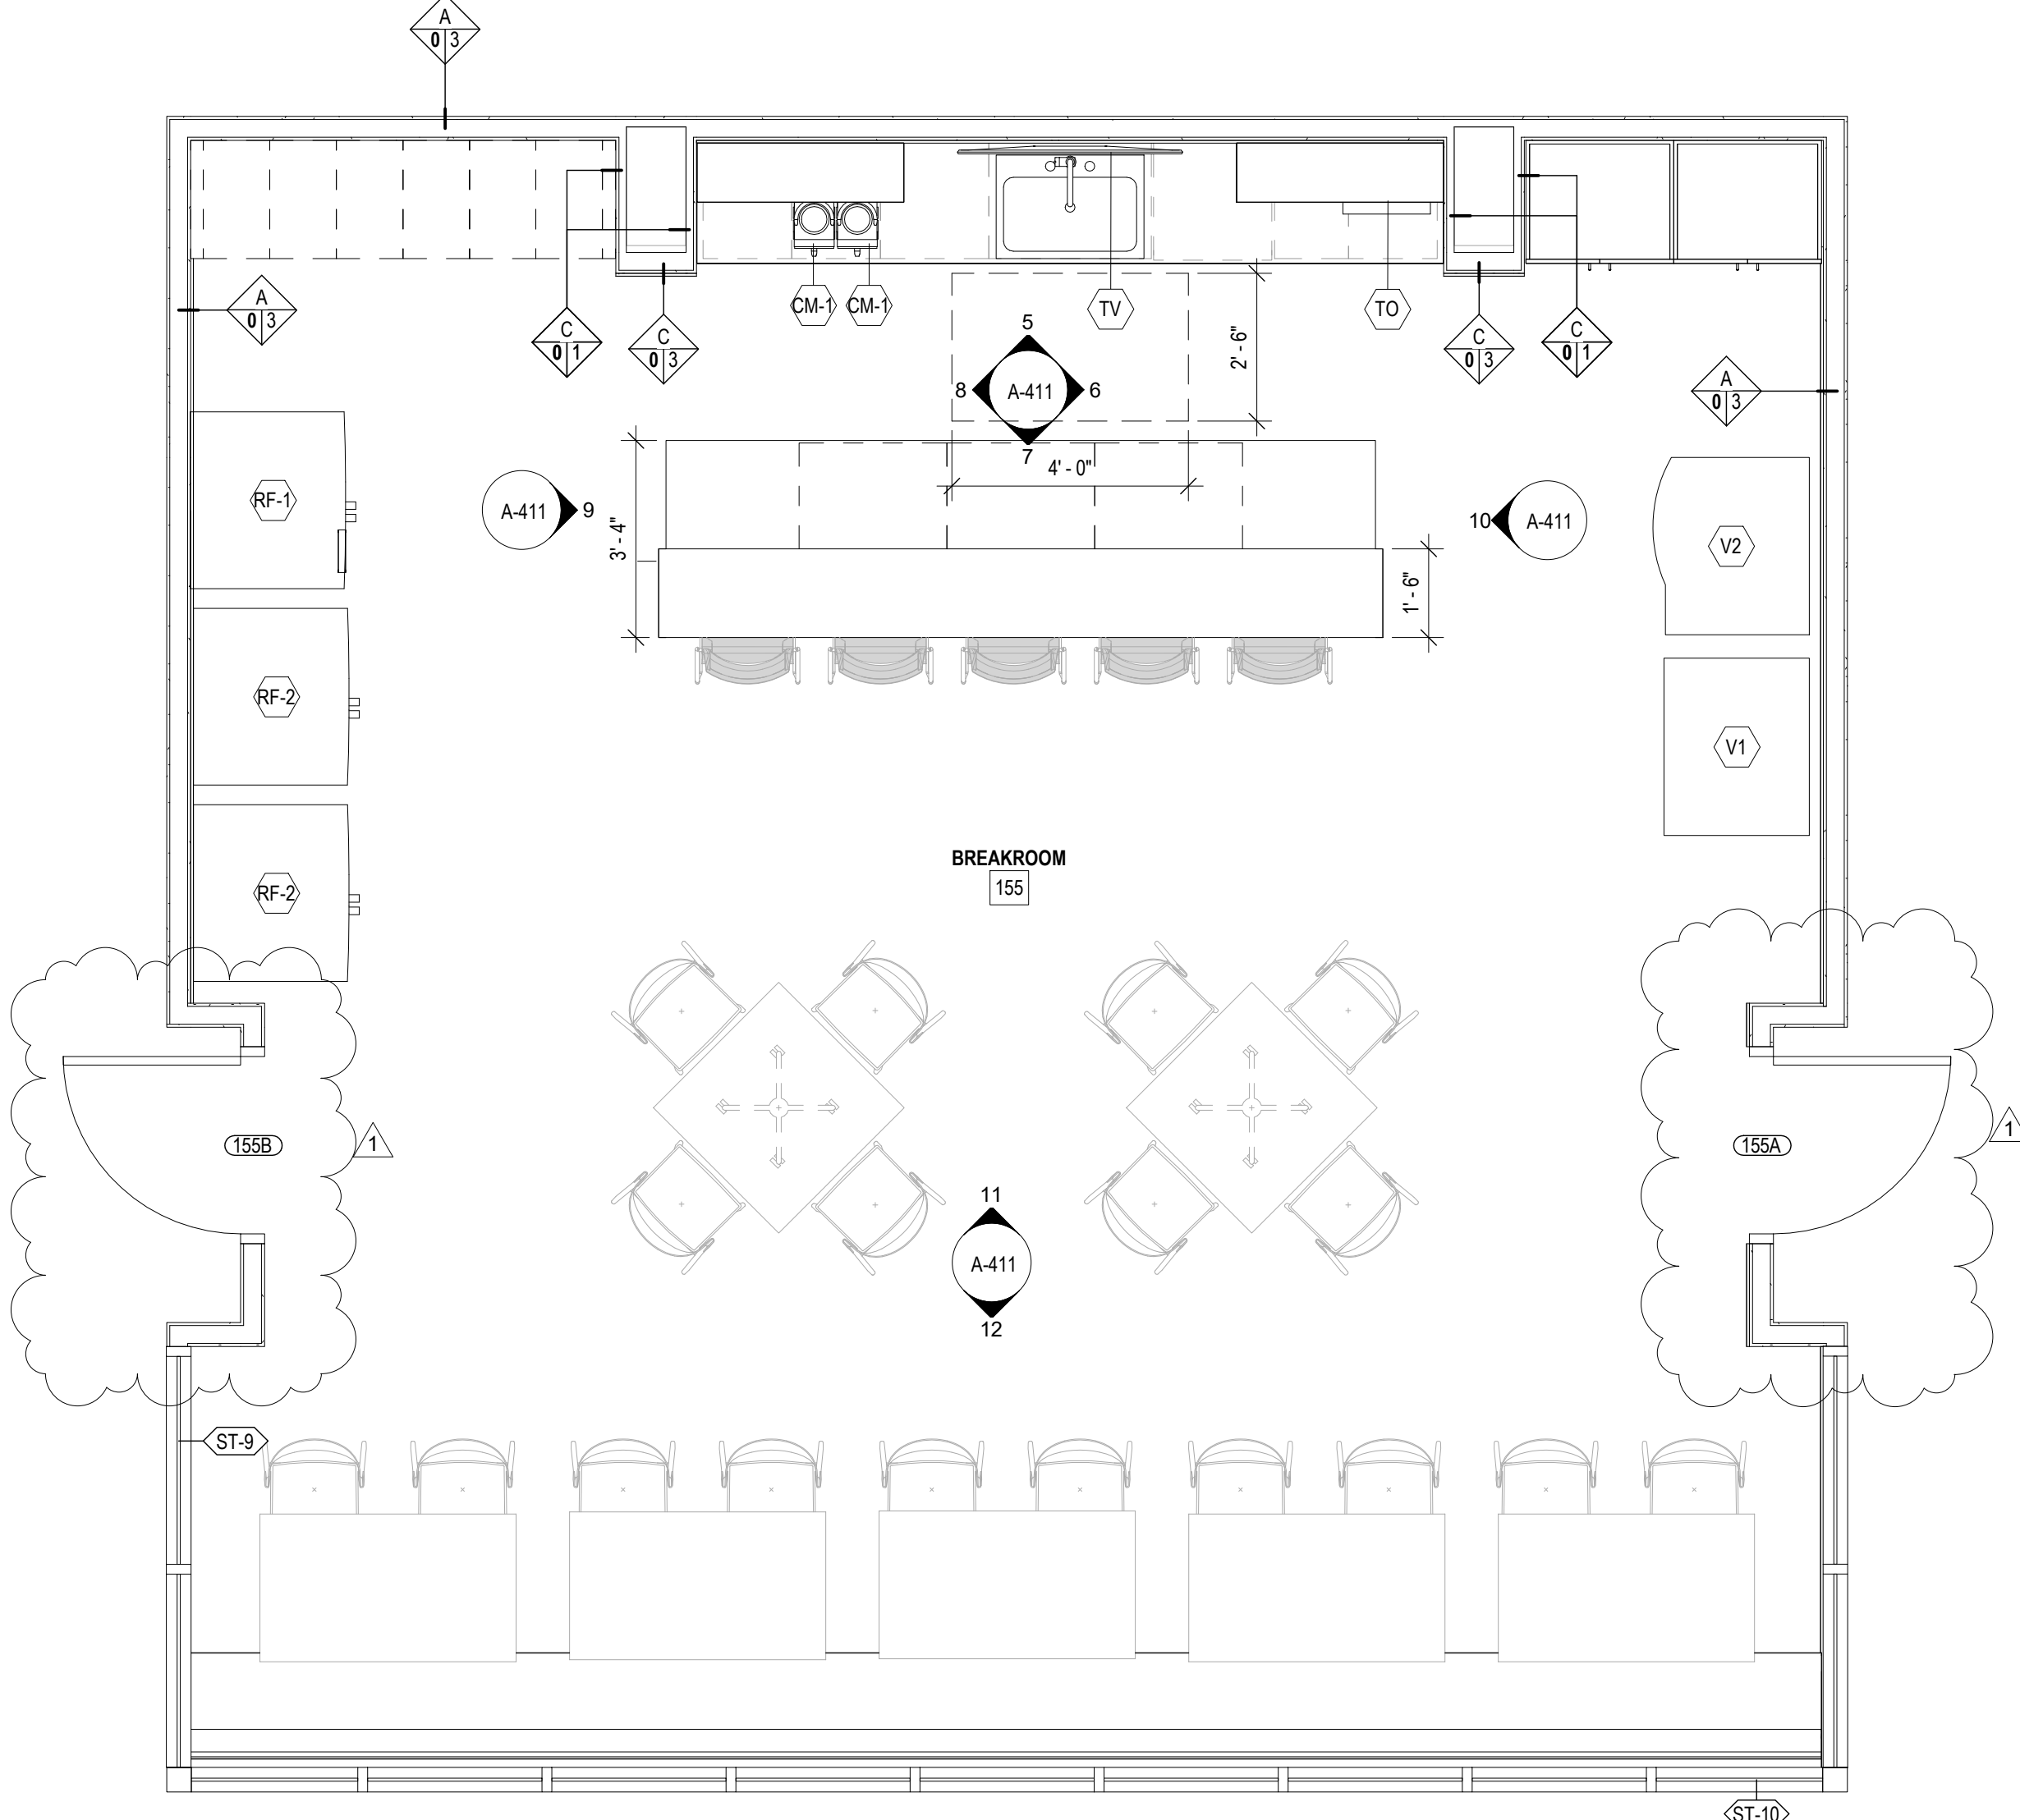 A
0 3
A
0 3
C
0 1
C
0 3
CM-1
CM-1
TV
TO
C
0 3
C
0 1
A
0 3
5
8
A-411
6
7
2' - 6"
4' - 0"
RF-1
A-411
9
3' - 4"
10
A-411
V2
1' - 6"
RF-2
V1
BREAKROOM
155
RF-2
155B
1
155A
1
11
A-411
12
ST-9
ST-10